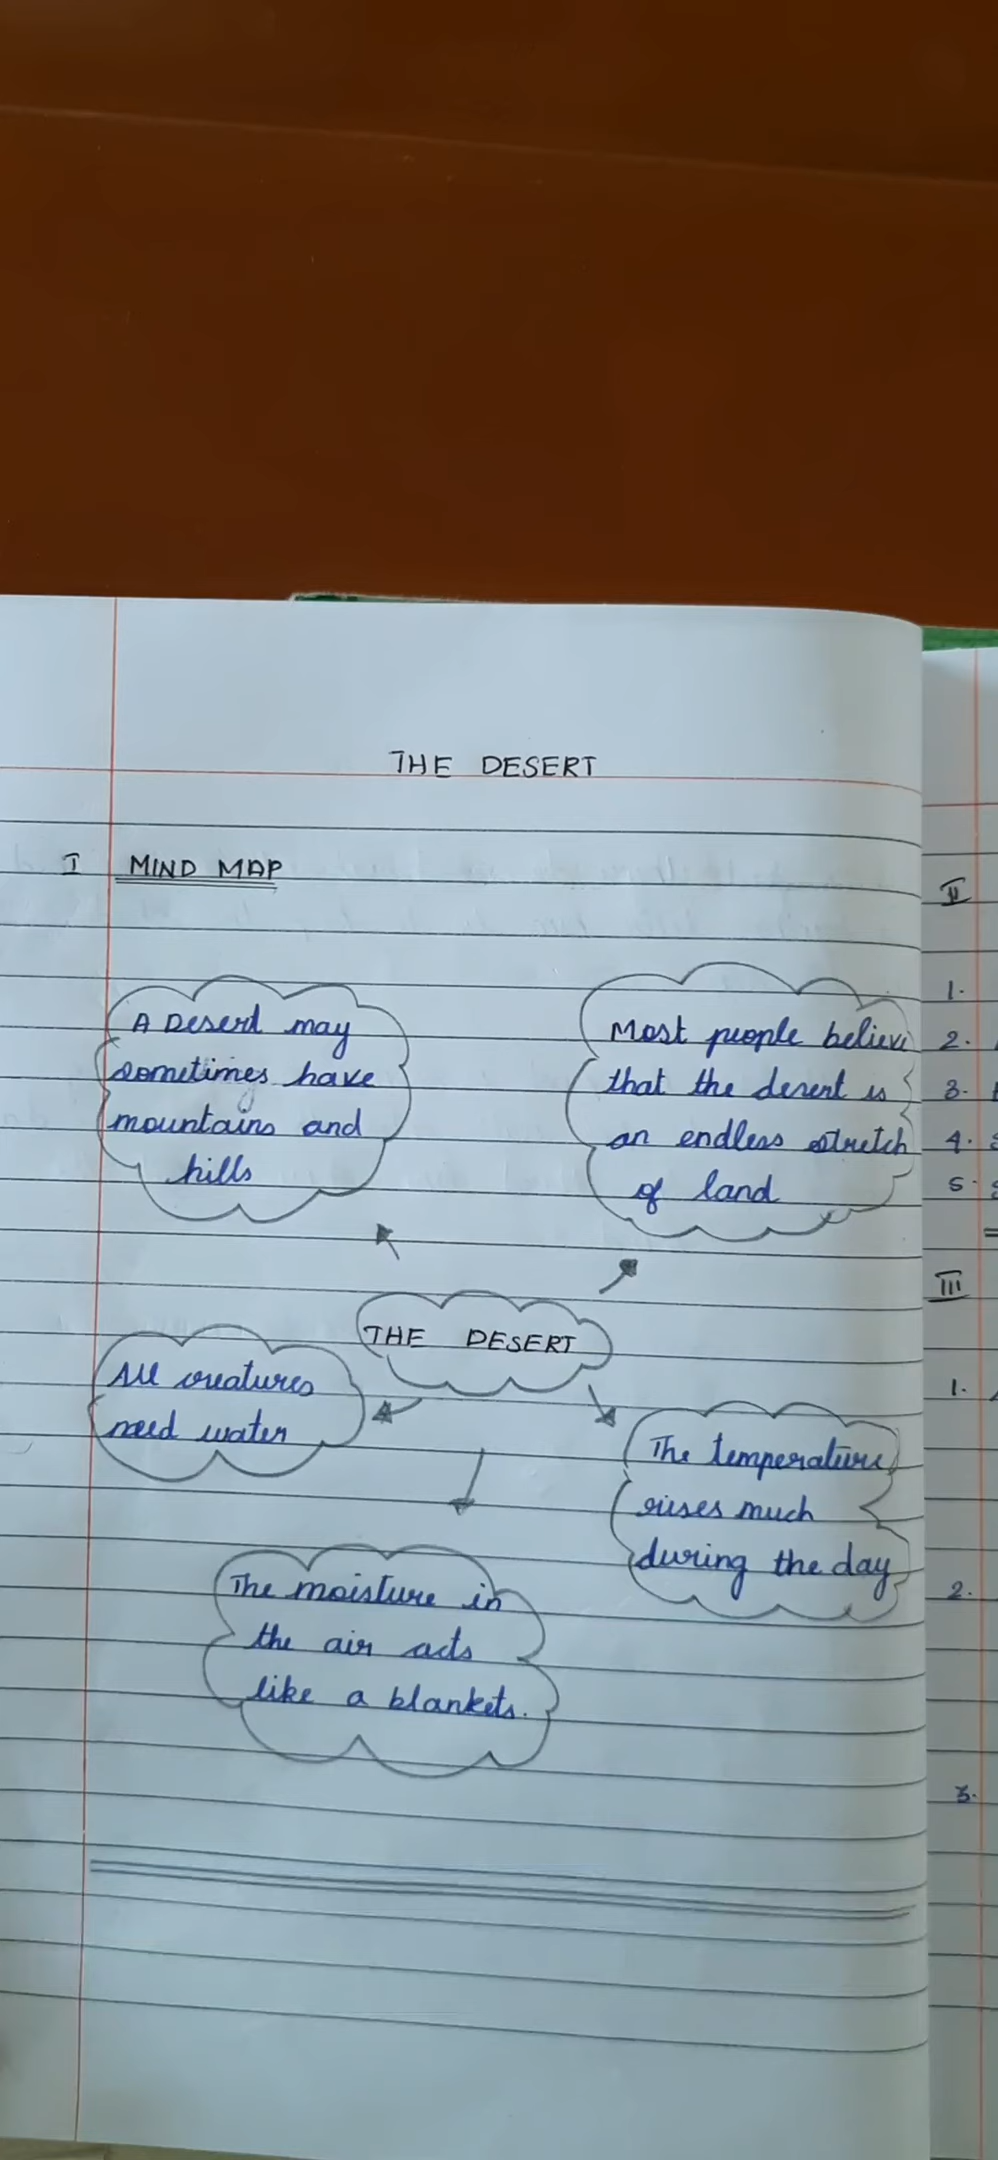 THE DESERT
I MIND MAP
A Desert may
sometimes have
mountains and
hills
Most people believe
that the desert is
an endless stretch
of land
THE DESERT
All creatures
need water
The temperature
rises much
during the day
The moisture in
the air acts
like a blankets.
II
1.
2.
3.
4.
5.
III
1.
2.
3.